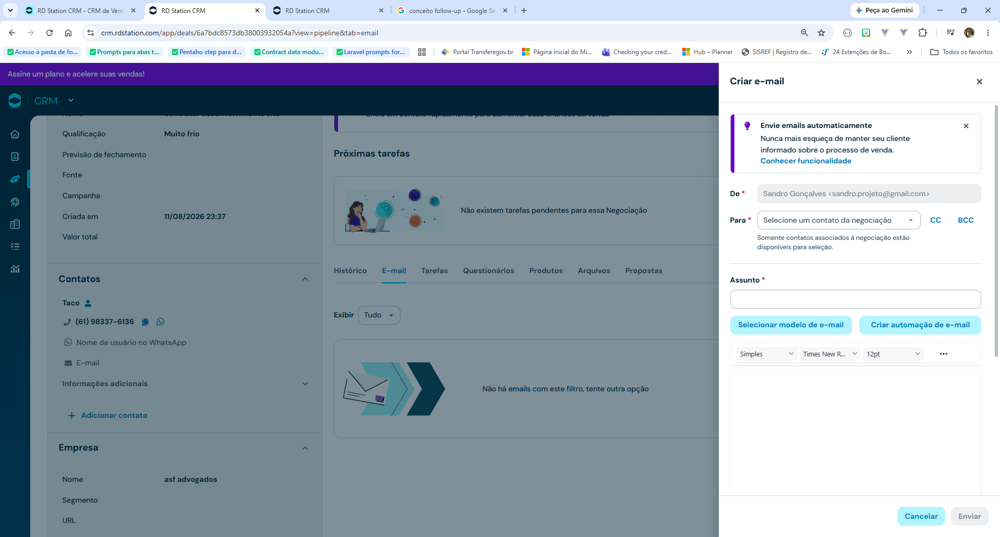 RD Station CRM - CRM de Vend
RD Station CRM
RD Station CRM
conceito follow-up - Google Se
Peça ao Gemini
crm.rdstation.com/app/deals/6a7bdc8573db38003932054a?view=pipeline&tab=email
Acesso à pasta de fo...
Prompts para abas t...
Pentaho step para d...
Contract data modu...
Laravel prompts for...
Portal Transferegov.br
Página Inicial do Mi...
Checking your cred...
Hub – Planner
SISREF | Registro de...
24 Extenções de Bo...
Todos os favoritos
Assine um plano e acelere suas vendas!
CRM
Qualificação
Muito frio
Previsão de fechamento
Fonte
Campanha
Criada em
11/08/2026 23:37
Valor total
Contatos
Taco
(61) 98337-6136
Nome de usuário no WhatsApp
E-mail
Informações adicionais
Adicionar contato
Empresa
Nome
asf advogados
Segmento
URL
Próximas tarefas
Não existem tarefas pendentes para essa Negociação
Histórico
E-mail
Tarefas
Questionários
Produtos
Arquivos
Propostas
Exibir
Tudo
Não há emails com este filtro, tente outra opção
Criar e-mail
Envie emails automaticamente
Nunca mais esqueça de manter seu cliente
informado sobre o processo de venda.
Conhecer funcionalidade
De *
Sandro Gonçalves <sandro.projeto@gmail.com>
Para *
Selecione um contato da negociação
CC
BCC
Somente contatos associados à negociação estão
disponíveis para seleção.
Assunto *
Selecionar modelo de e-mail
Criar automação de e-mail
Simples
Times New R...
12pt
Cancelar
Enviar